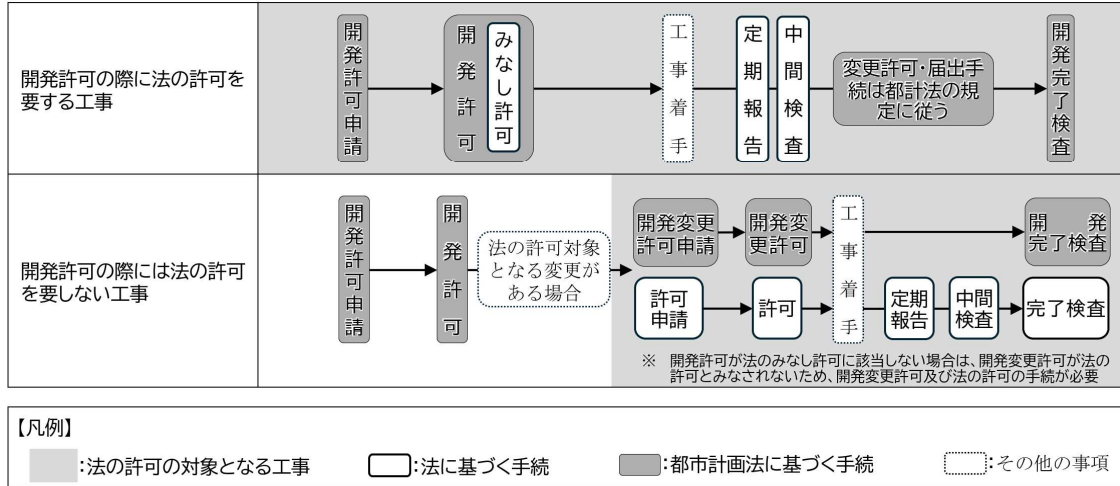 開発許可の際に法の許可を
要する工事
開発許可申請
開発許可
みなし許可
工事着手
定期報告
中間検査
変更許可・届出手
続は都計法の規
定に従う
開発完了検査
開発許可の際には法の許可
を要しない工事
開発許可申請
開発許可
法の許可対象
となる変更が
ある場合
開発変更
許可申請
開発変
更許可
工事着手
開発
完了検査
許可
申請
許可
定期
報告
中間
検査
完了検査
※ 開発許可が法のみなし許可に該当しない場合は、開発変更許可が法の
許可とみなされないため、開発変更許可及び法の許可の手続が必要
【凡例】
:法の許可の対象となる工事
:法に基づく手続
:都市計画法に基づく手続
:その他の事項